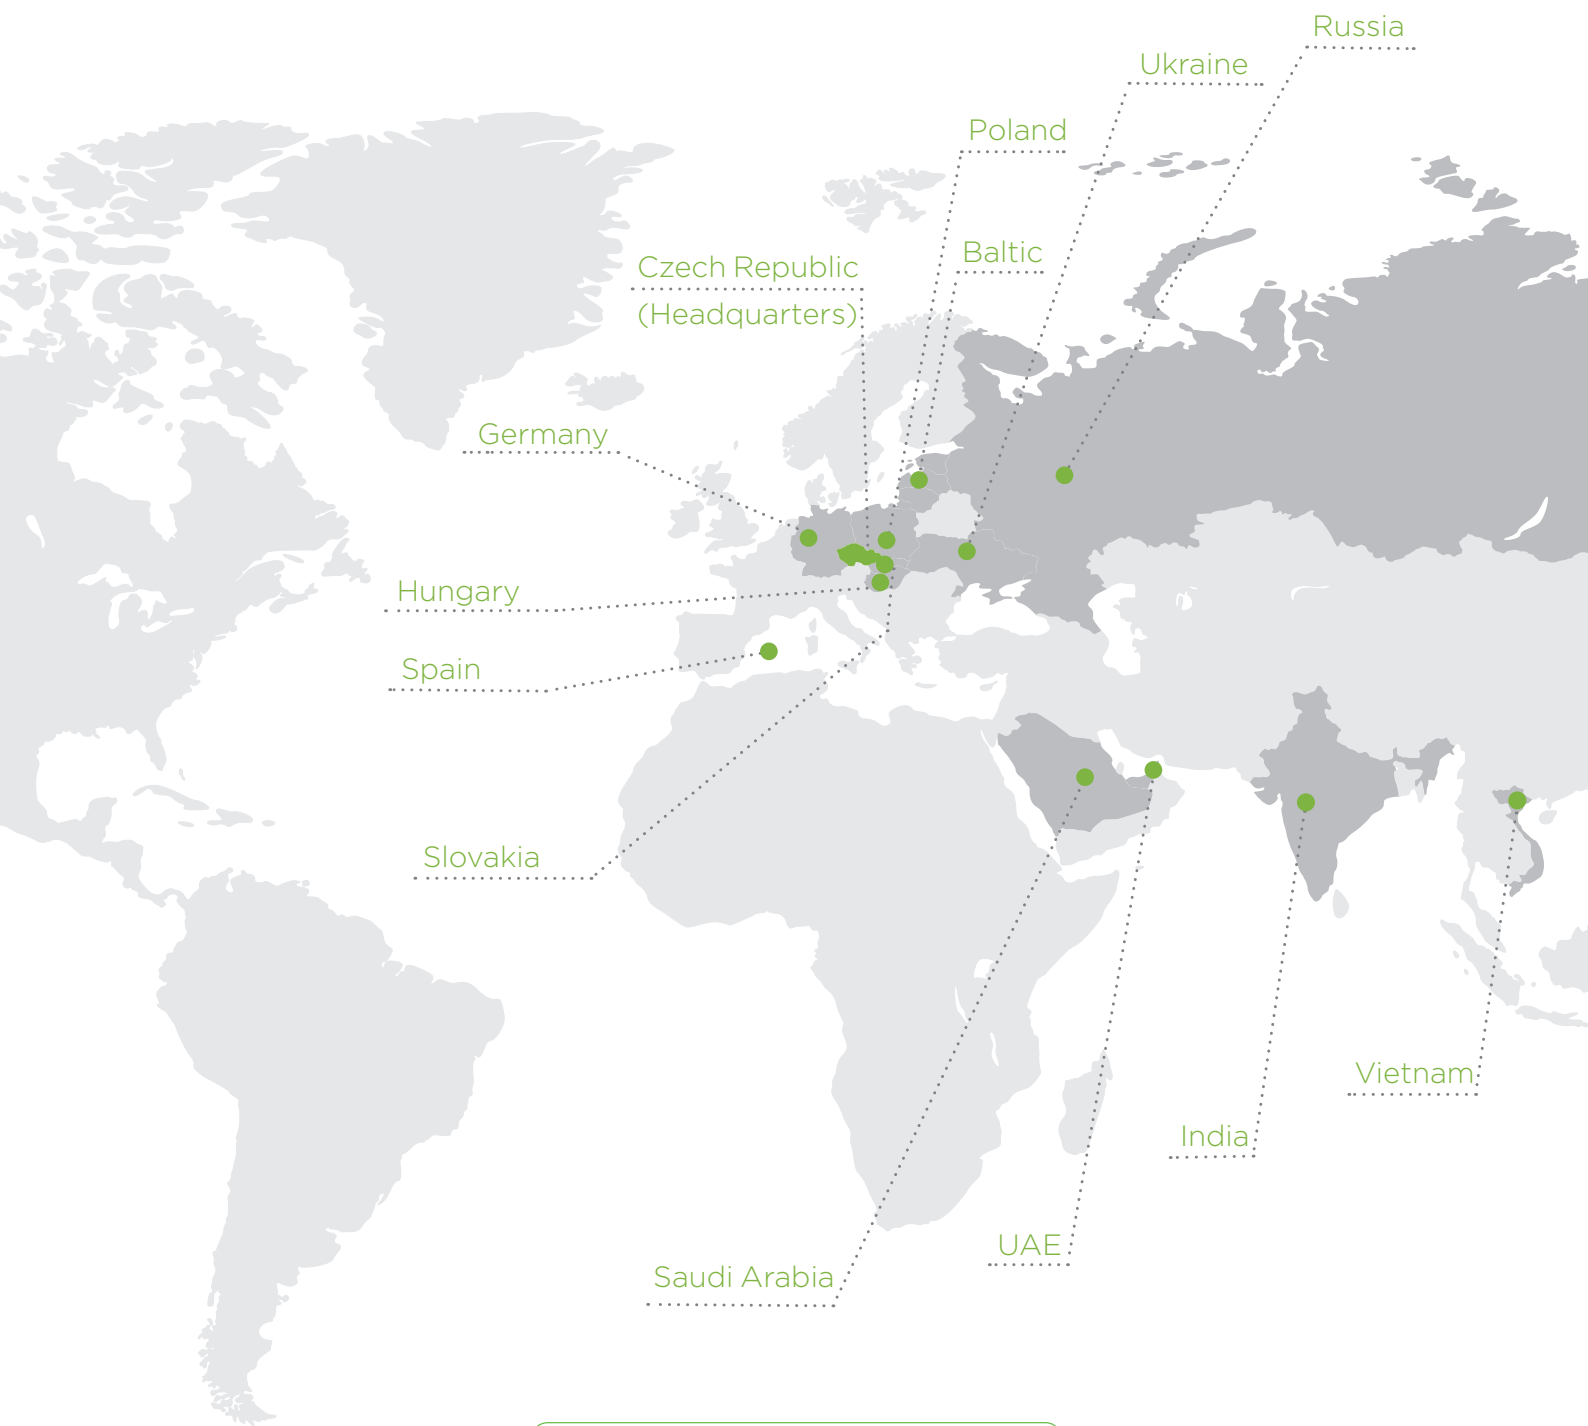 Russia
Ukraine
Poland
Baltic
Czech Republic
(Headquarters)
Germany
Hungary
Spain
Slovakia
Vietnam
India
UAE
Saudi Arabia